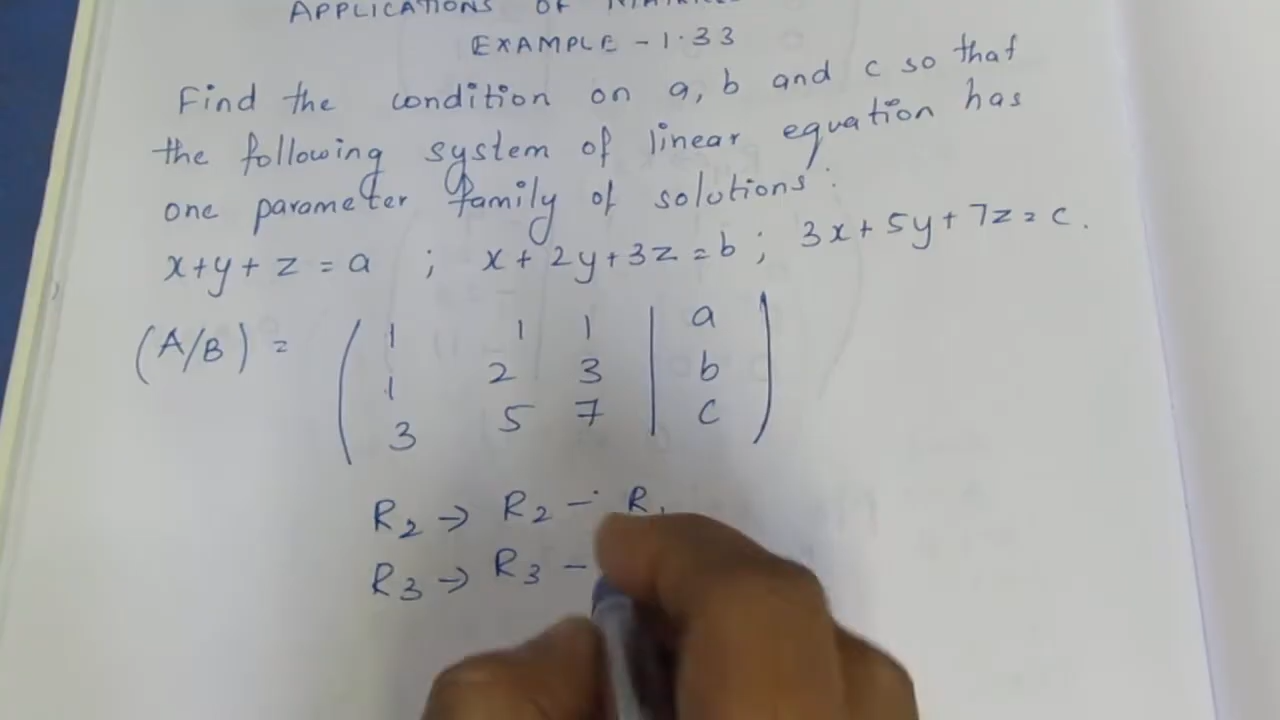 APPLICATIONS OF
EXAMPLE - 1.33
Find the condition on a, b and c so that
the following system of linear equation has
one parameter family of solutions:
x+y+z = a ; x + 2y+3z = b ; 3x+5y+7z = c.
(A/B) = ( 1 1 1 | a )
1 2 3 | b
3 5 7 | c
R2 → R2 - R1
R3 → R3 -